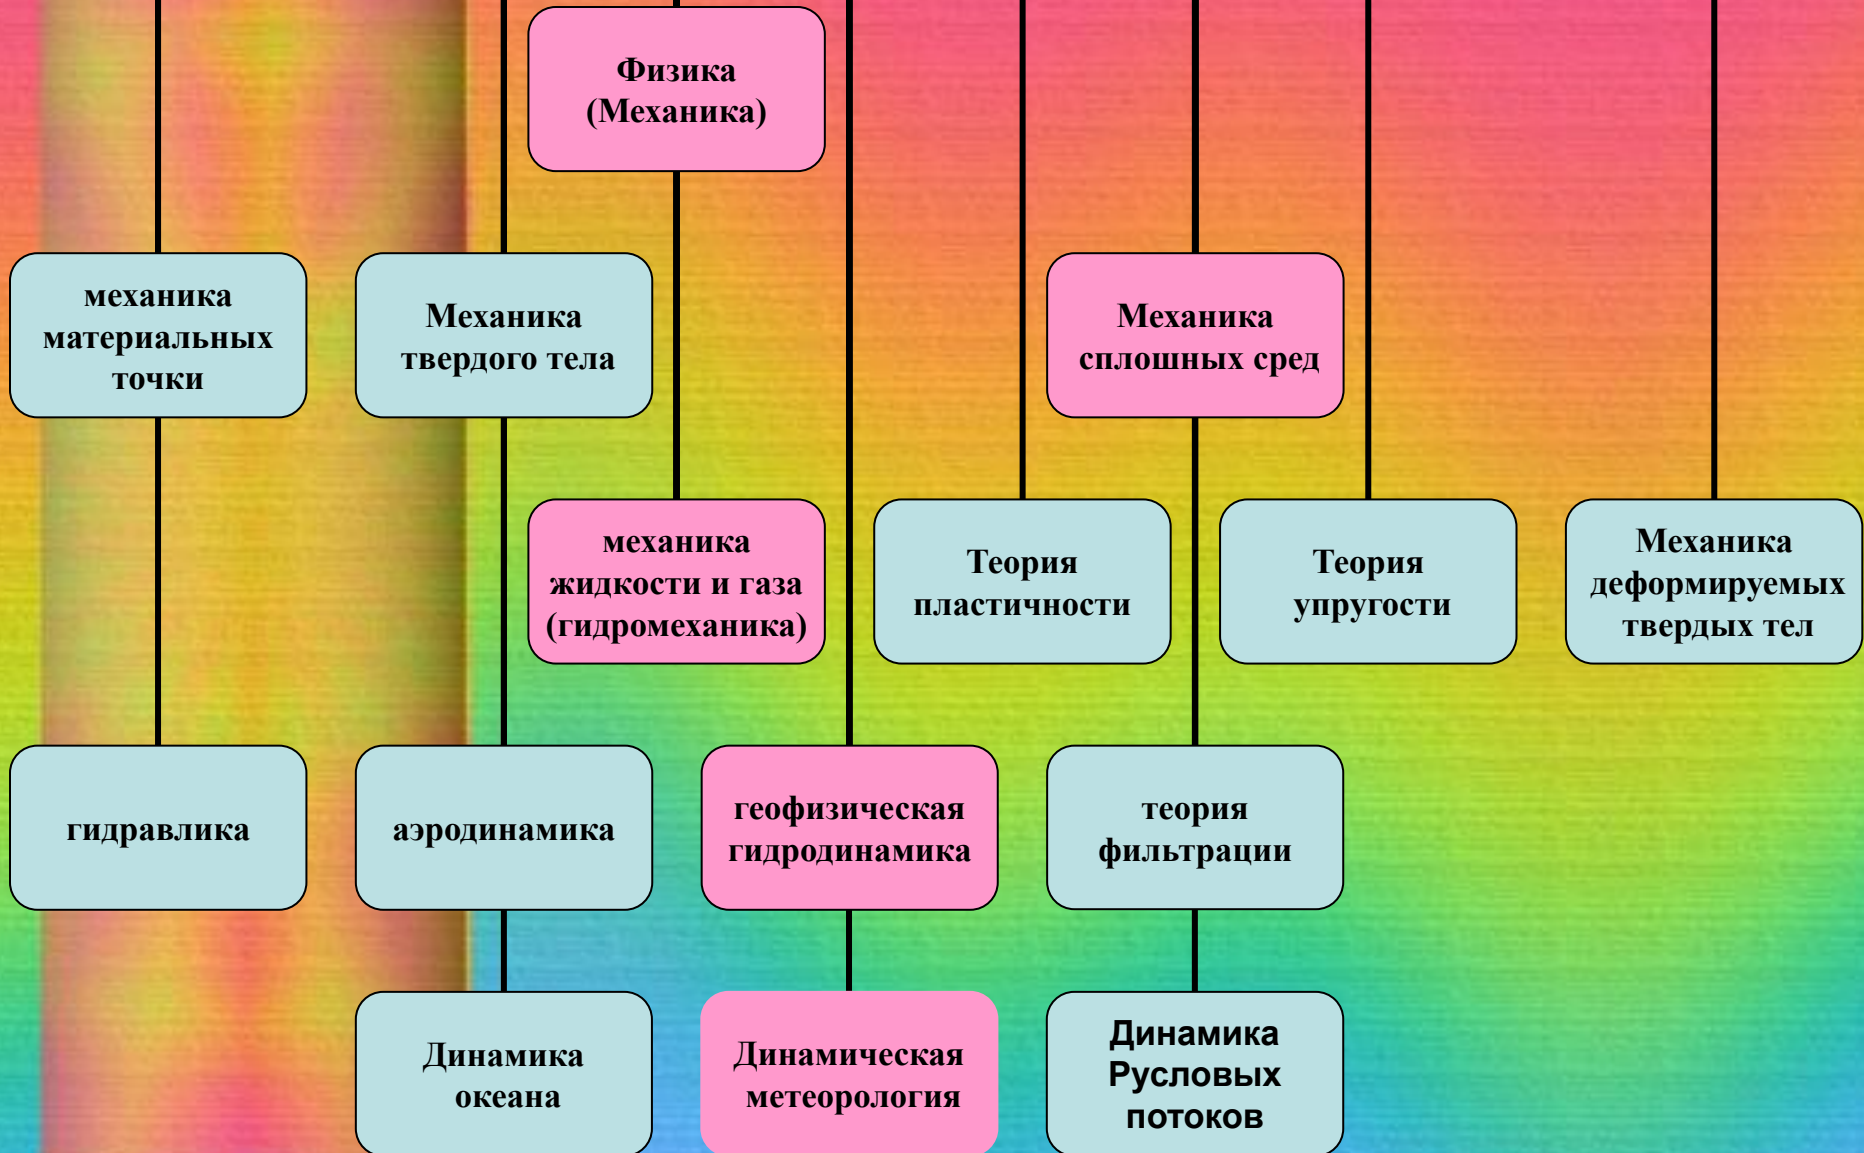 Физика
(Механика)
механика
материальных
точки
Механика
твердого тела
Механика
сплошных сред
механика
жидкости и газа
(гидромеханика)
Теория
пластичности
Теория
упругости
Механика
деформируемых
твердых тел
гидравлика
аэродинамика
геофизическая
гидродинамика
теория
фильтрации
Динамика
океана
Динамическая
метеорология
Динамика
Русловых
потоков